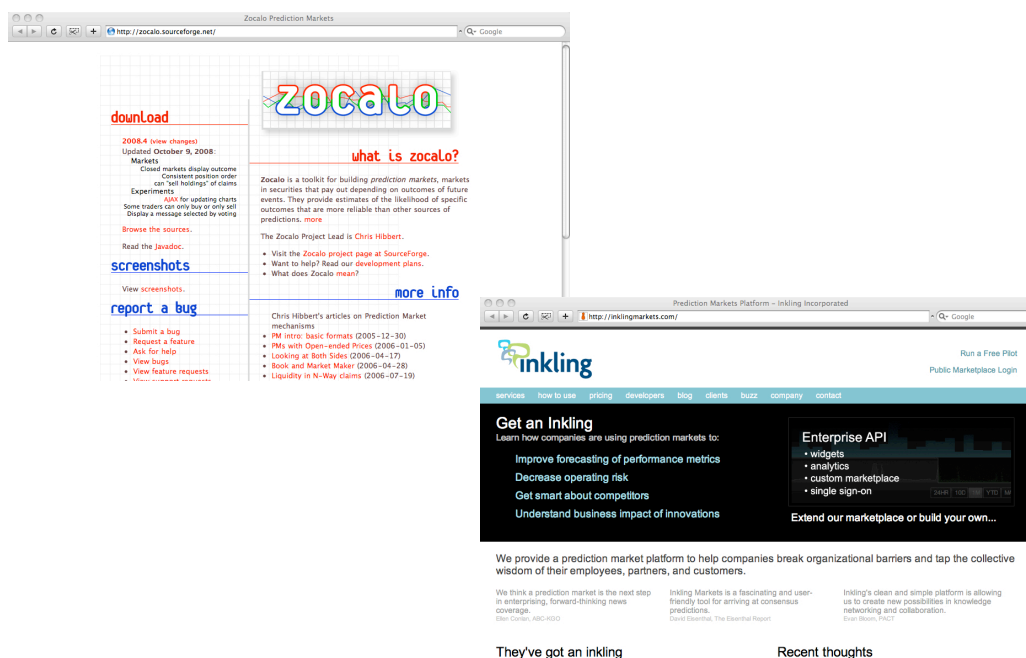 Zocalo Prediction Markets
http://zocalo.sourceforge.net/
Google
zocalo
download
2008.4 (view changes)
Updated October 9, 2008:
Markets
Closed markets display outcome
Consistent position order
can "sell holdings" of claims
Experiments
AJAX for updating charts
Some traders can only buy or only sell
Display a message selected by voting
Browse the sources.
Read the Javadoc.
screenshots
View screenshots.
report a bug
Submit a bug
Request a feature
Ask for help
View bugs
View feature requests
View support requests
what is zocalo?
Zocalo is a toolkit for building prediction markets, markets
in securities that pay out depending on outcomes of future
events. They provide estimates of the likelihood of specific
outcomes that are more reliable than other sources of
predictions. more
The Zocalo Project Lead is Chris Hibbert.
Visit the Zocalo project page at SourceForge.
Want to help? Read our development plans.
What does Zocalo mean?
more info
Chris Hibbert's articles on Prediction Market
mechanisms
PM intro: basic formats (2005-12-30)
PMs with Open-ended Prices (2006-01-05)
Looking at Both Sides (2006-04-17)
Book and Market Maker (2006-04-28)
Liquidity in N-Way claims (2006-07-19)
Prediction Markets Platform - Inkling Incorporated
http://inklingmarkets.com/
Google
inkling
Run a Free Pilot
Public Marketplace Login
services how to use pricing developers blog clients buzz company contact
Get an Inkling
Learn how companies are using prediction markets to:
Improve forecasting of performance metrics
Decrease operating risk
Get smart about competitors
Understand business impact of innovations
Enterprise API
• widgets
• analytics
• custom marketplace
• single sign-on
24HR 10D 1M YTD
Extend our marketplace or build your own...
We provide a prediction market platform to help companies break organizational barriers and tap the collective
wisdom of their employees, partners, and customers.
We think a prediction market is the next step
in enterprising, forward-thinking news
coverage.
Ellen Conlan, ABC-KGO
Inkling Markets is a fascinating and user-
friendly tool for arriving at consensus
predictions.
David Eisenthal, The Eisenthal Report
Inkling's clean and simple platform is allowing
us to create new possibilities in knowledge
networking and collaboration.
Evan Bloom, PACT
They've got an inkling
Recent thoughts